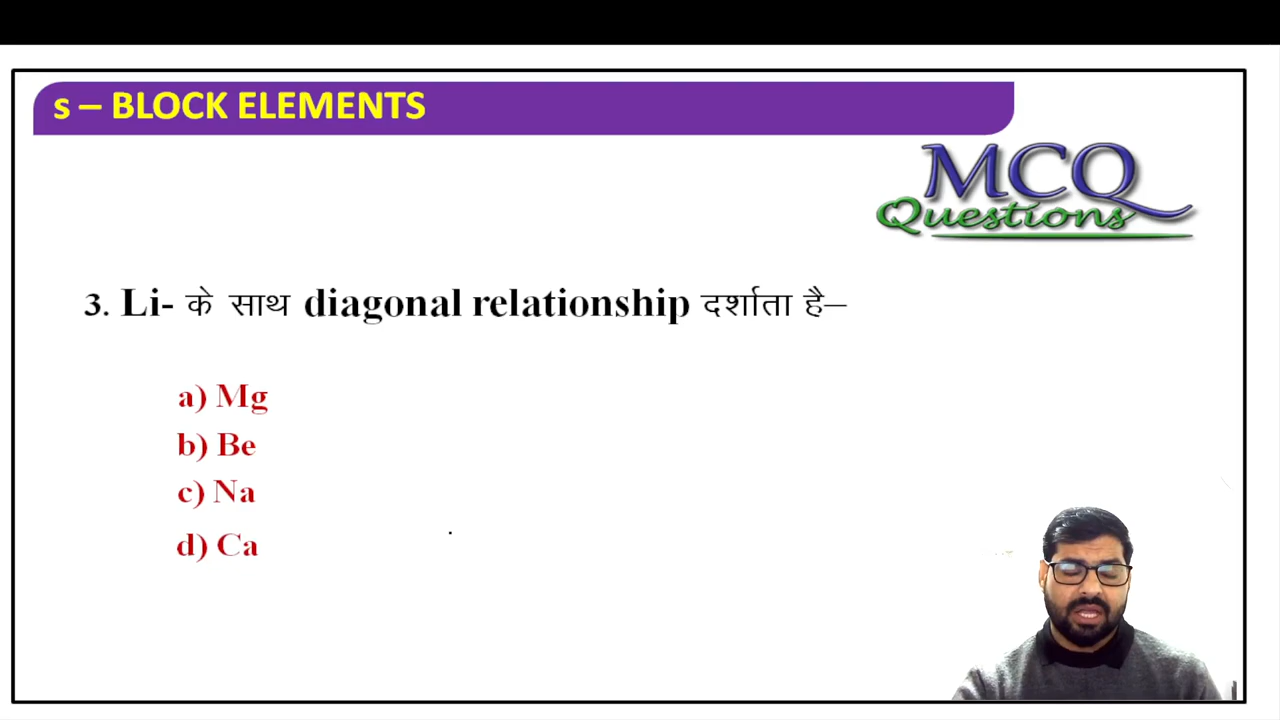 s – BLOCK ELEMENTS
MCQ
Questions
3. Li- के साथ diagonal relationship दर्शाता है–
a) Mg
b) Be
c) Na
d) Ca